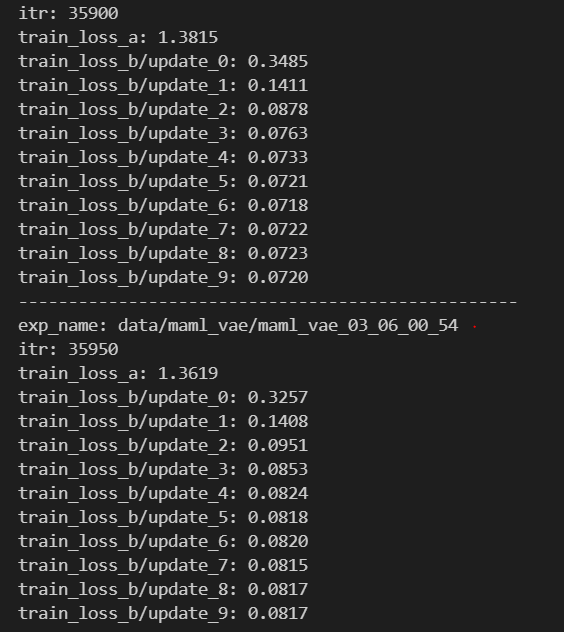 itr: 35900
train_loss_a: 1.3815
train_loss_b/update_0: 0.3485
train_loss_b/update_1: 0.1411
train_loss_b/update_2: 0.0878
train_loss_b/update_3: 0.0763
train_loss_b/update_4: 0.0733
train_loss_b/update_5: 0.0721
train_loss_b/update_6: 0.0718
train_loss_b/update_7: 0.0722
train_loss_b/update_8: 0.0723
train_loss_b/update_9: 0.0720
--------------------------------------------------
exp_name: data/maml_vae/maml_vae_03_06_00_54
itr: 35950
train_loss_a: 1.3619
train_loss_b/update_0: 0.3257
train_loss_b/update_1: 0.1408
train_loss_b/update_2: 0.0951
train_loss_b/update_3: 0.0853
train_loss_b/update_4: 0.0824
train_loss_b/update_5: 0.0818
train_loss_b/update_6: 0.0820
train_loss_b/update_7: 0.0815
train_loss_b/update_8: 0.0817
train_loss_b/update_9: 0.0817